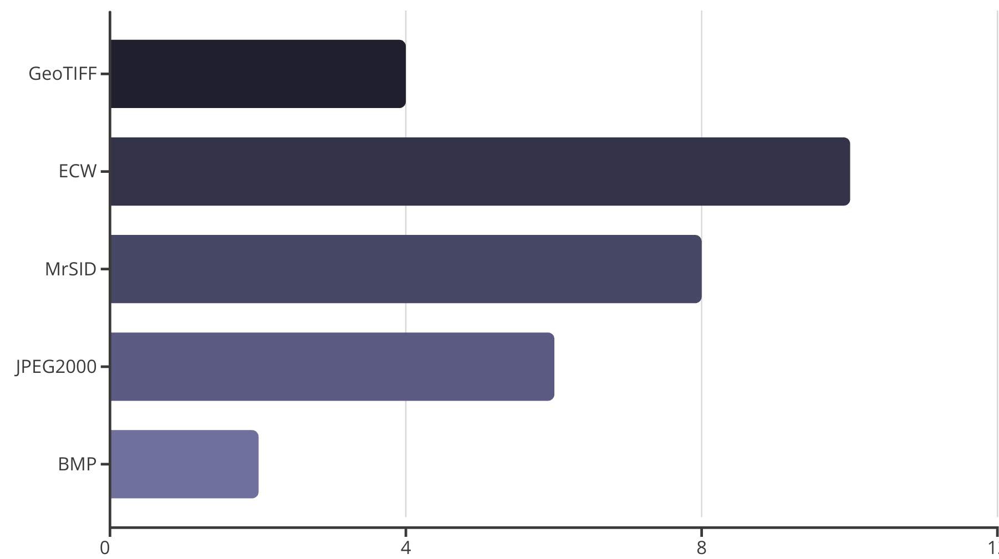 GeoTIFF
ECW
MrSID
JPEG2000
BMP
0 4 8